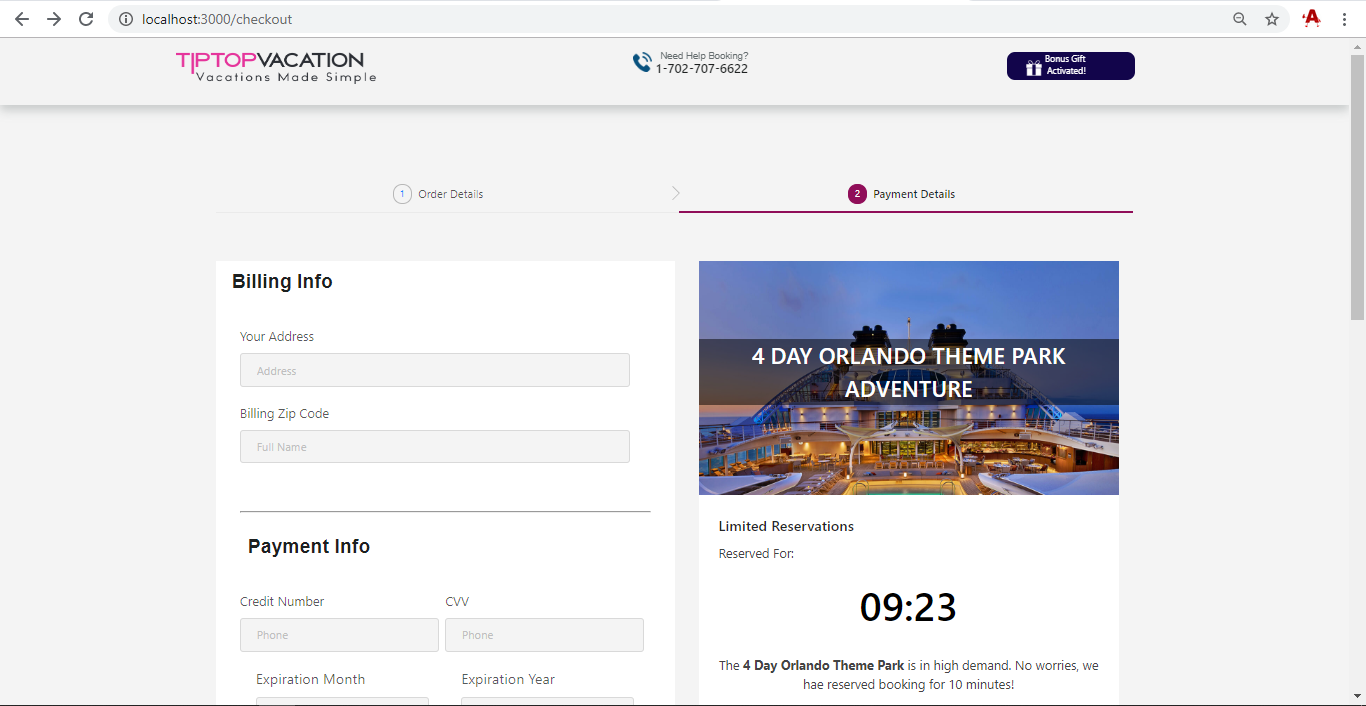 localhost:3000/checkout
TIPTOPVACATION
Vacations Made Simple
Need Help Booking?
1-702-707-6622
Bonus Gift
Activated!
1 Order Details
2 Payment Details
Billing Info
Your Address
Address
Billing Zip Code
Full Name
Payment Info
Credit Number CVV
Phone Phone
Expiration Month Expiration Year
4 DAY ORLANDO THEME PARK
ADVENTURE
Limited Reservations
Reserved For:
09:23
The 4 Day Orlando Theme Park is in high demand. No worries, we
hae reserved booking for 10 minutes!